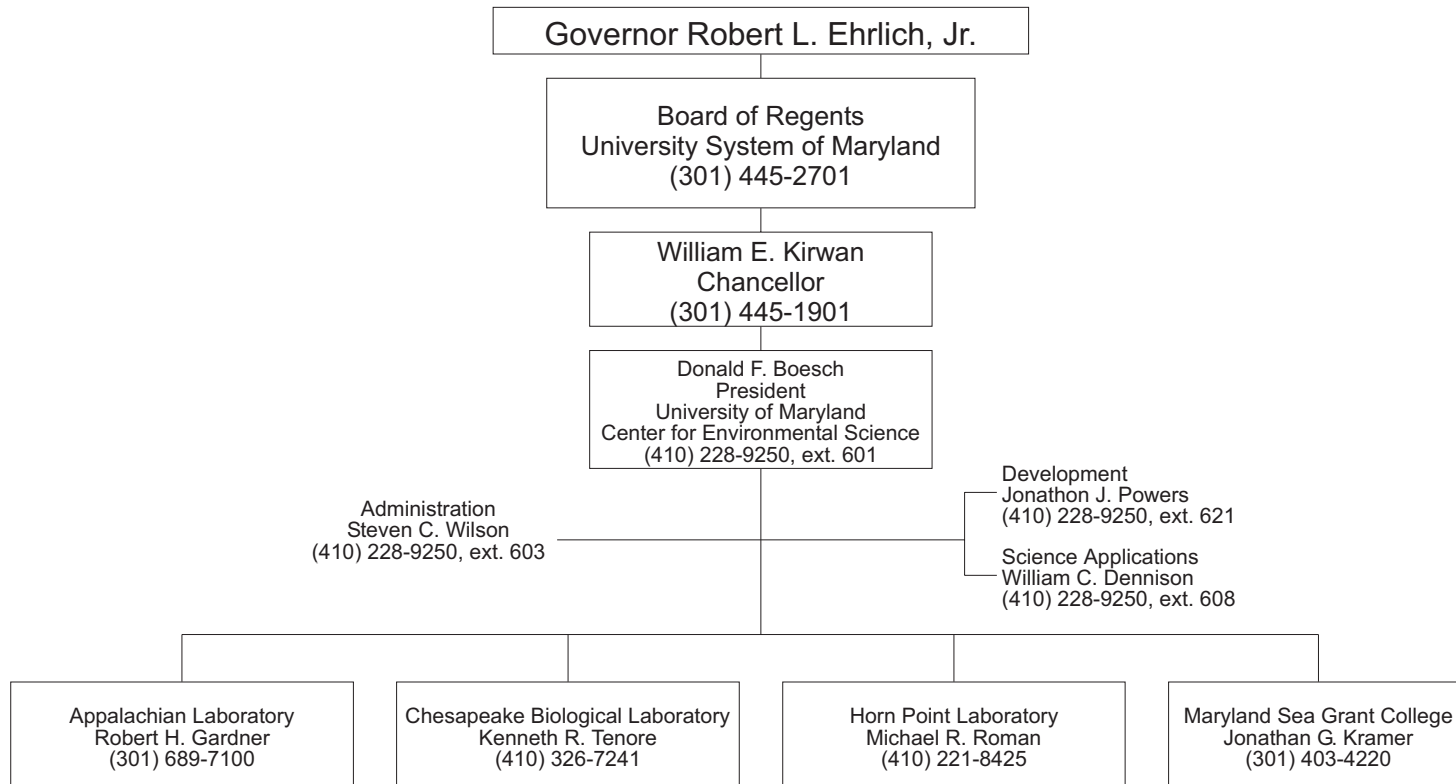 Governor Robert L. Ehrlich, Jr.
Board of Regents
University System of Maryland
(301) 445-2701
William E. Kirwan
Chancellor
(301) 445-1901
Donald F. Boesch
President
University of Maryland
Center for Environmental Science
(410) 228-9250, ext. 601
Administration
Steven C. Wilson
(410) 228-9250, ext. 603
Development
Jonathon J. Powers
(410) 228-9250, ext. 621
Science Applications
William C. Dennison
(410) 228-9250, ext. 608
Appalachian Laboratory
Robert H. Gardner
(301) 689-7100
Chesapeake Biological Laboratory
Kenneth R. Tenore
(410) 326-7241
Horn Point Laboratory
Michael R. Roman
(410) 221-8425
Maryland Sea Grant College
Jonathan G. Kramer
(301) 403-4220